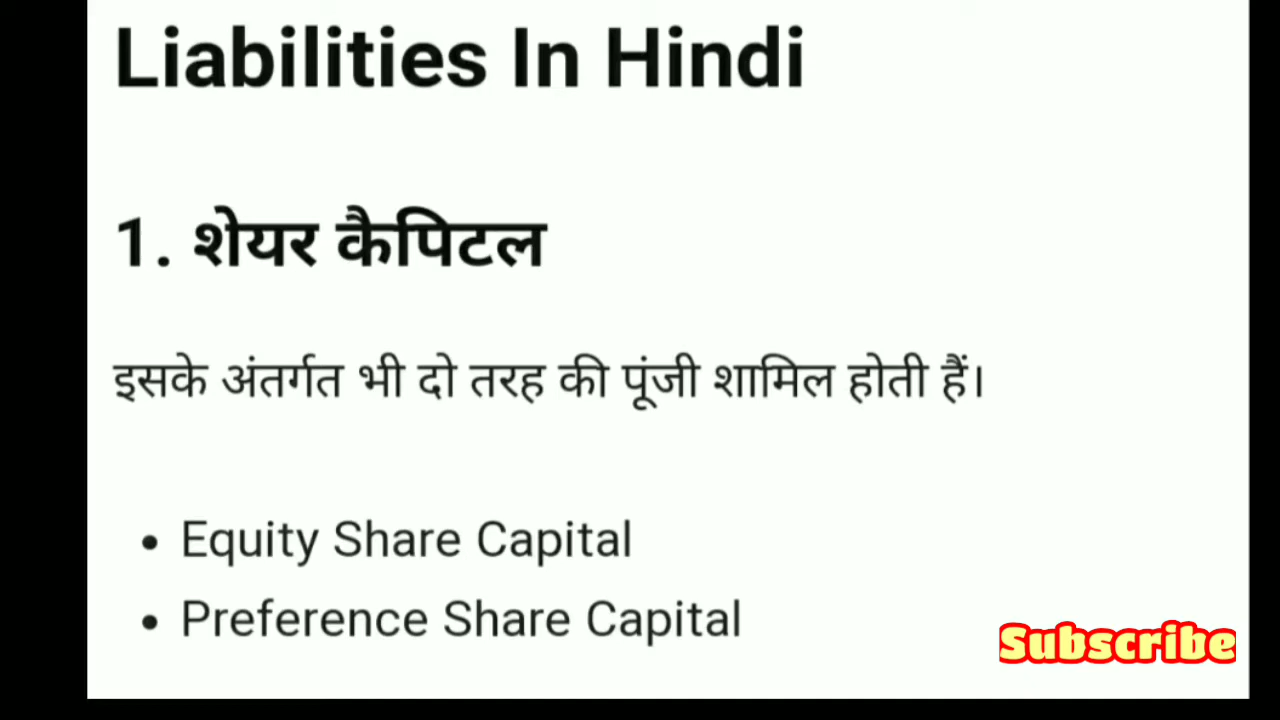 Liabilities In Hindi
1. शेयर कैपिटल
इसके अंतर्गत भी दो तरह की पूंजी शामिल होती हैं।
• Equity Share Capital
• Preference Share Capital
Subscribe